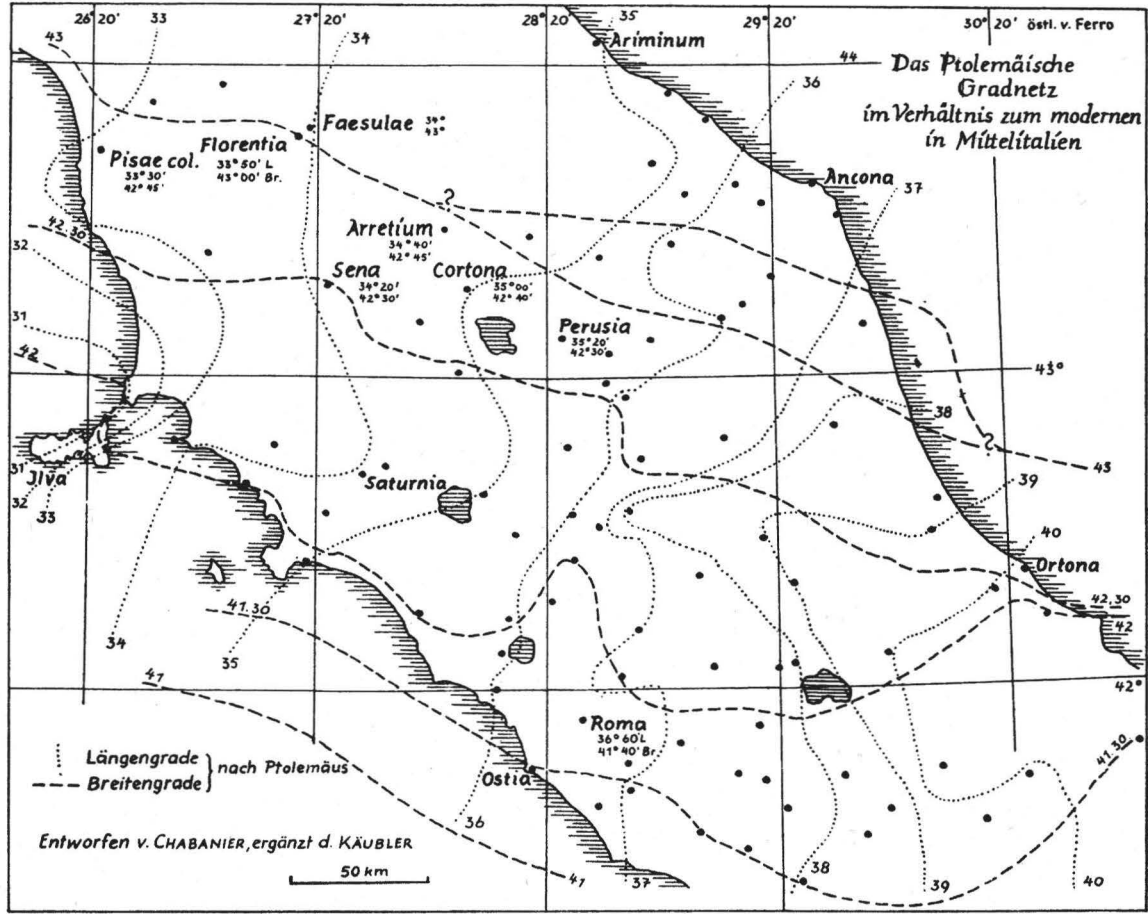 26° 20' 33 27° 20' 34 28° 20' 35 29° 20' 30° 20' östl. v. Ferro
43 Ariminum 36 44
Das Ptolemäische
Gradnetz
im Verhältnis zum modernen
in Mittelitalien
Faesulae 34°
43°
Florentia
33° 50' L
43° 00' Br.
Pisae col.
33° 30'
42° 45'
Ancona
37
?
Arretium
34° 40'
42° 45'
42.30
32
Sena
34° 20'
42° 30'
Cortona
35° 00'
42° 40'
31
Perusia
35° 20'
42° 30'
42
43°
38
?
43
31
Jlva
32
33
Saturnia
39
40
Ortona
41.30
42.30
42
34
35
41
42°
Roma
36° 60' L
41° 40' Br.
41.30
Längengrade
Breitengrade
nach Ptolemäus
Ostia
36
Entworfen v. CHABANIER, ergänzt d. KÄUBLER
50 km
41
37
38
39
40